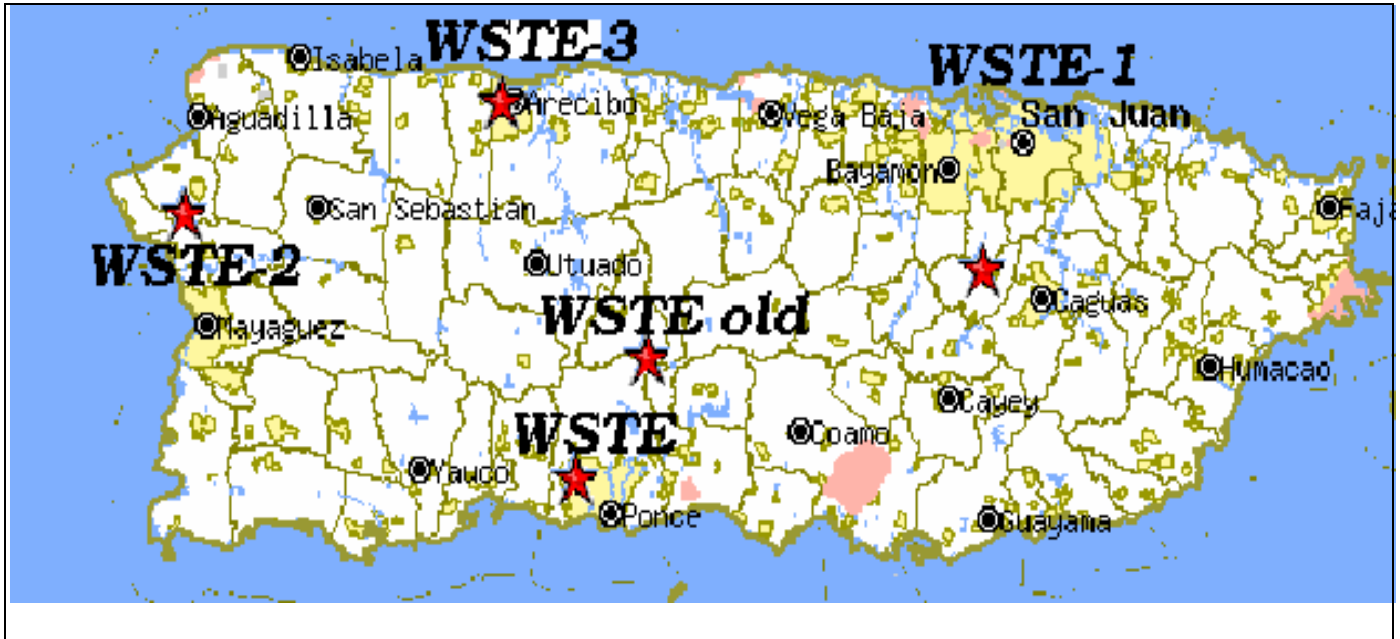 WSTE-3
Isabela
WSTE-1
Arecibo
Aguadilla
Vega Baja
San Juan
Bayamon
San Sebastian
Faja
WSTE-2
Utuado
WSTE old
Caguas
Mayaguez
Humacao
Cayey
WSTE
Coamo
Yauco
Ponce
Guayama